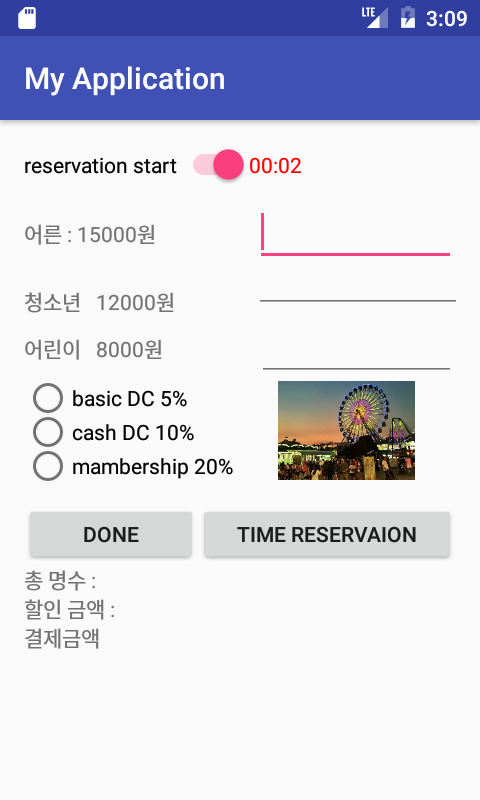 LTE 3:09
My Application
reservation start 00:02
어른 : 15000원
청소년 12000원
어린이 8000원
basic DC 5%
cash DC 10%
mambership 20%
DONE TIME RESERVAION
총 명수 :
할인 금액 :
결제금액